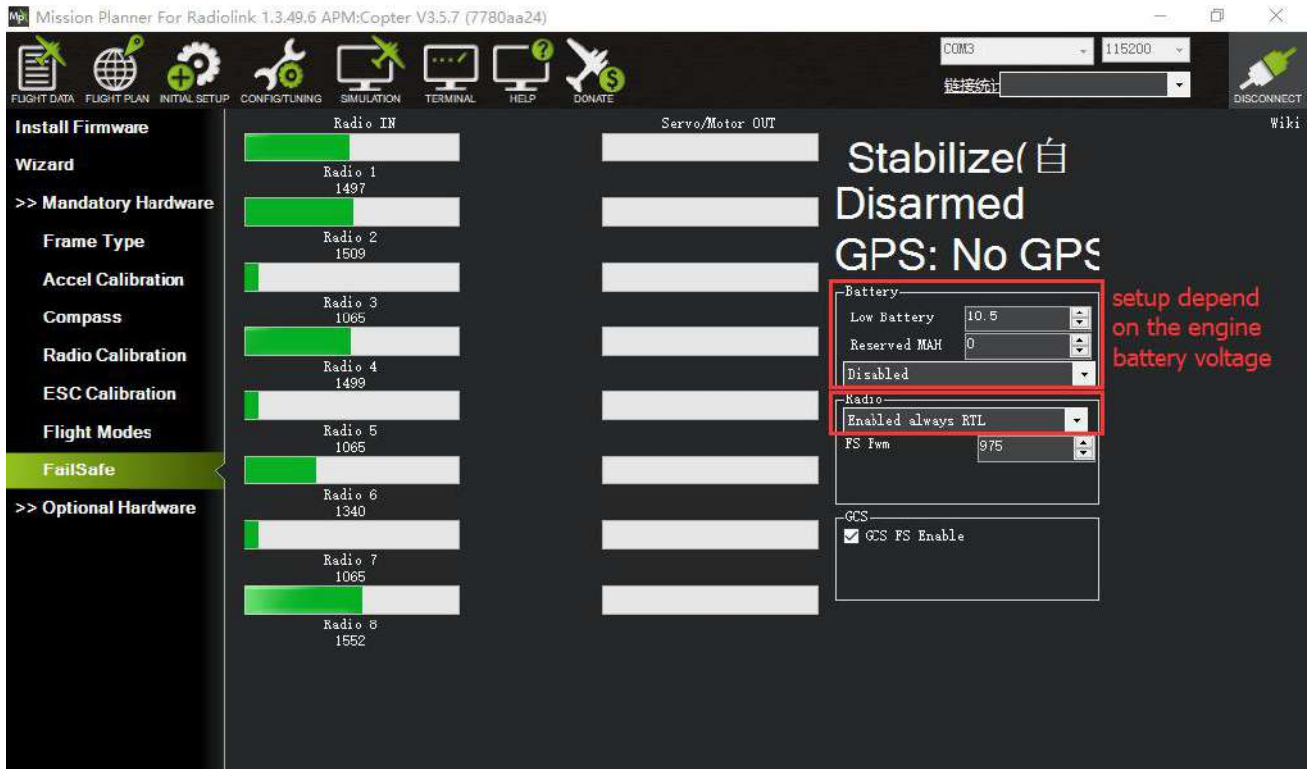 Mission Planner For Radiolink 1.3.49.6 APM:Copter V3.5.7 (7780aa24)
FLIGHT DATA FLIGHT PLAN INITIAL SETUP CONFIG/TUNING SIMULATION TERMINAL HELP DONATE
COM3 115200
链接统计
DISCONNECT
Install Firmware
Wizard
>> Mandatory Hardware
Frame Type
Accel Calibration
Compass
Radio Calibration
ESC Calibration
Flight Modes
FailSafe
>> Optional Hardware
Radio IN
Radio 1
1497
Radio 2
1509
Radio 3
1065
Radio 4
1499
Radio 5
1065
Radio 6
1340
Radio 7
1065
Radio 8
1552
Servo/Motor OUT
Wiki
Stabilize(自
Disarmed
GPS: No GPS
Battery
Low Battery 10.5
Reserved MAH 0
Disabled
setup depend
on the engine
battery voltage
Radio
Enabled always RTL
FS Pwm 975
GCS
GCS FS Enable